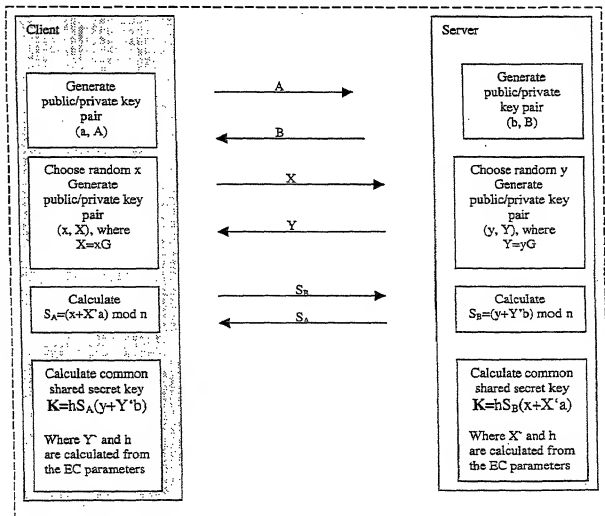 Client
Generate
public/private key
pair
(a, A)
Choose random x
Generate
public/private key
pair
(x, X), where
X=xG
Calculate
S_A=(x+X`a) mod n
Calculate common
shared secret key
K=hS_A(y+Y`b)
Where Y` and h
are calculated from
the EC parameters
A
B
X
Y
S_B
S_A
Server
Generate
public/private
key pair
(b, B)
Choose random y
Generate
public/private key
pair
(y, Y), where
Y=yG
Calculate
S_B=(y+Y`b) mod n
Calculate common
shared secret key
K=hS_B(x+X`a)
Where X` and h
are calculated from
the EC parameters